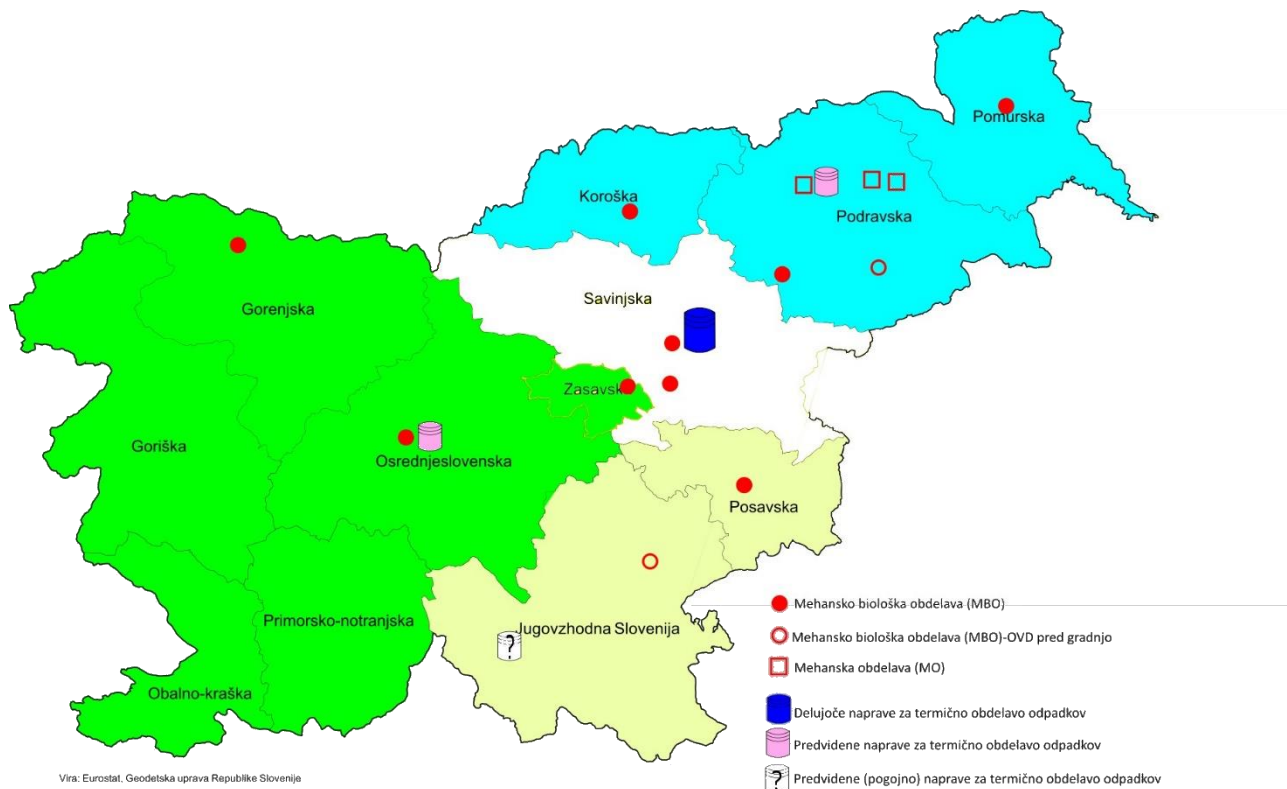 Pomurska
Koroška
Podravska
Savinjska
Gorenjska
Zasavska
Goriška
Osrednjeslovenska
Posavska
Primorsko-notranjska
Jugovzhodna Slovenija
?
Obalno-kraška
Mehansko biološka obdelava (MBO)
Mehansko biološka obdelava (MBO)-OVD pred gradnjo
Mehanska obdelava (MO)
Delujoče naprave za termično obdelavo odpadkov
Predvidene naprave za termično obdelavo odpadkov
? Predvidene (pogojno) naprave za termično obdelavo odpadkov
Vira: Eurostat, Geodetska uprava Republike Slovenije